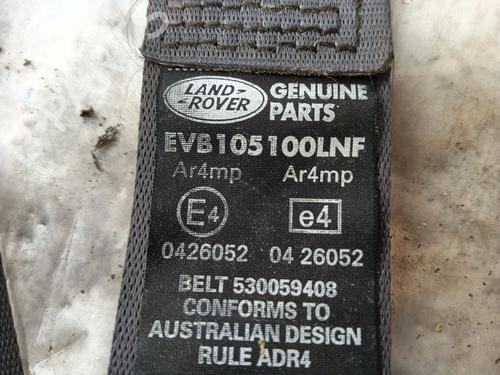 LAND-
-ROVER
GENUINE
PARTS
EVB105100LNF
Ar4mp Ar4mp
E4 e4
0426052 04 26052
BELT 530059408
CONFORMS TO
AUSTRALIAN DESIGN
RULE ADR4